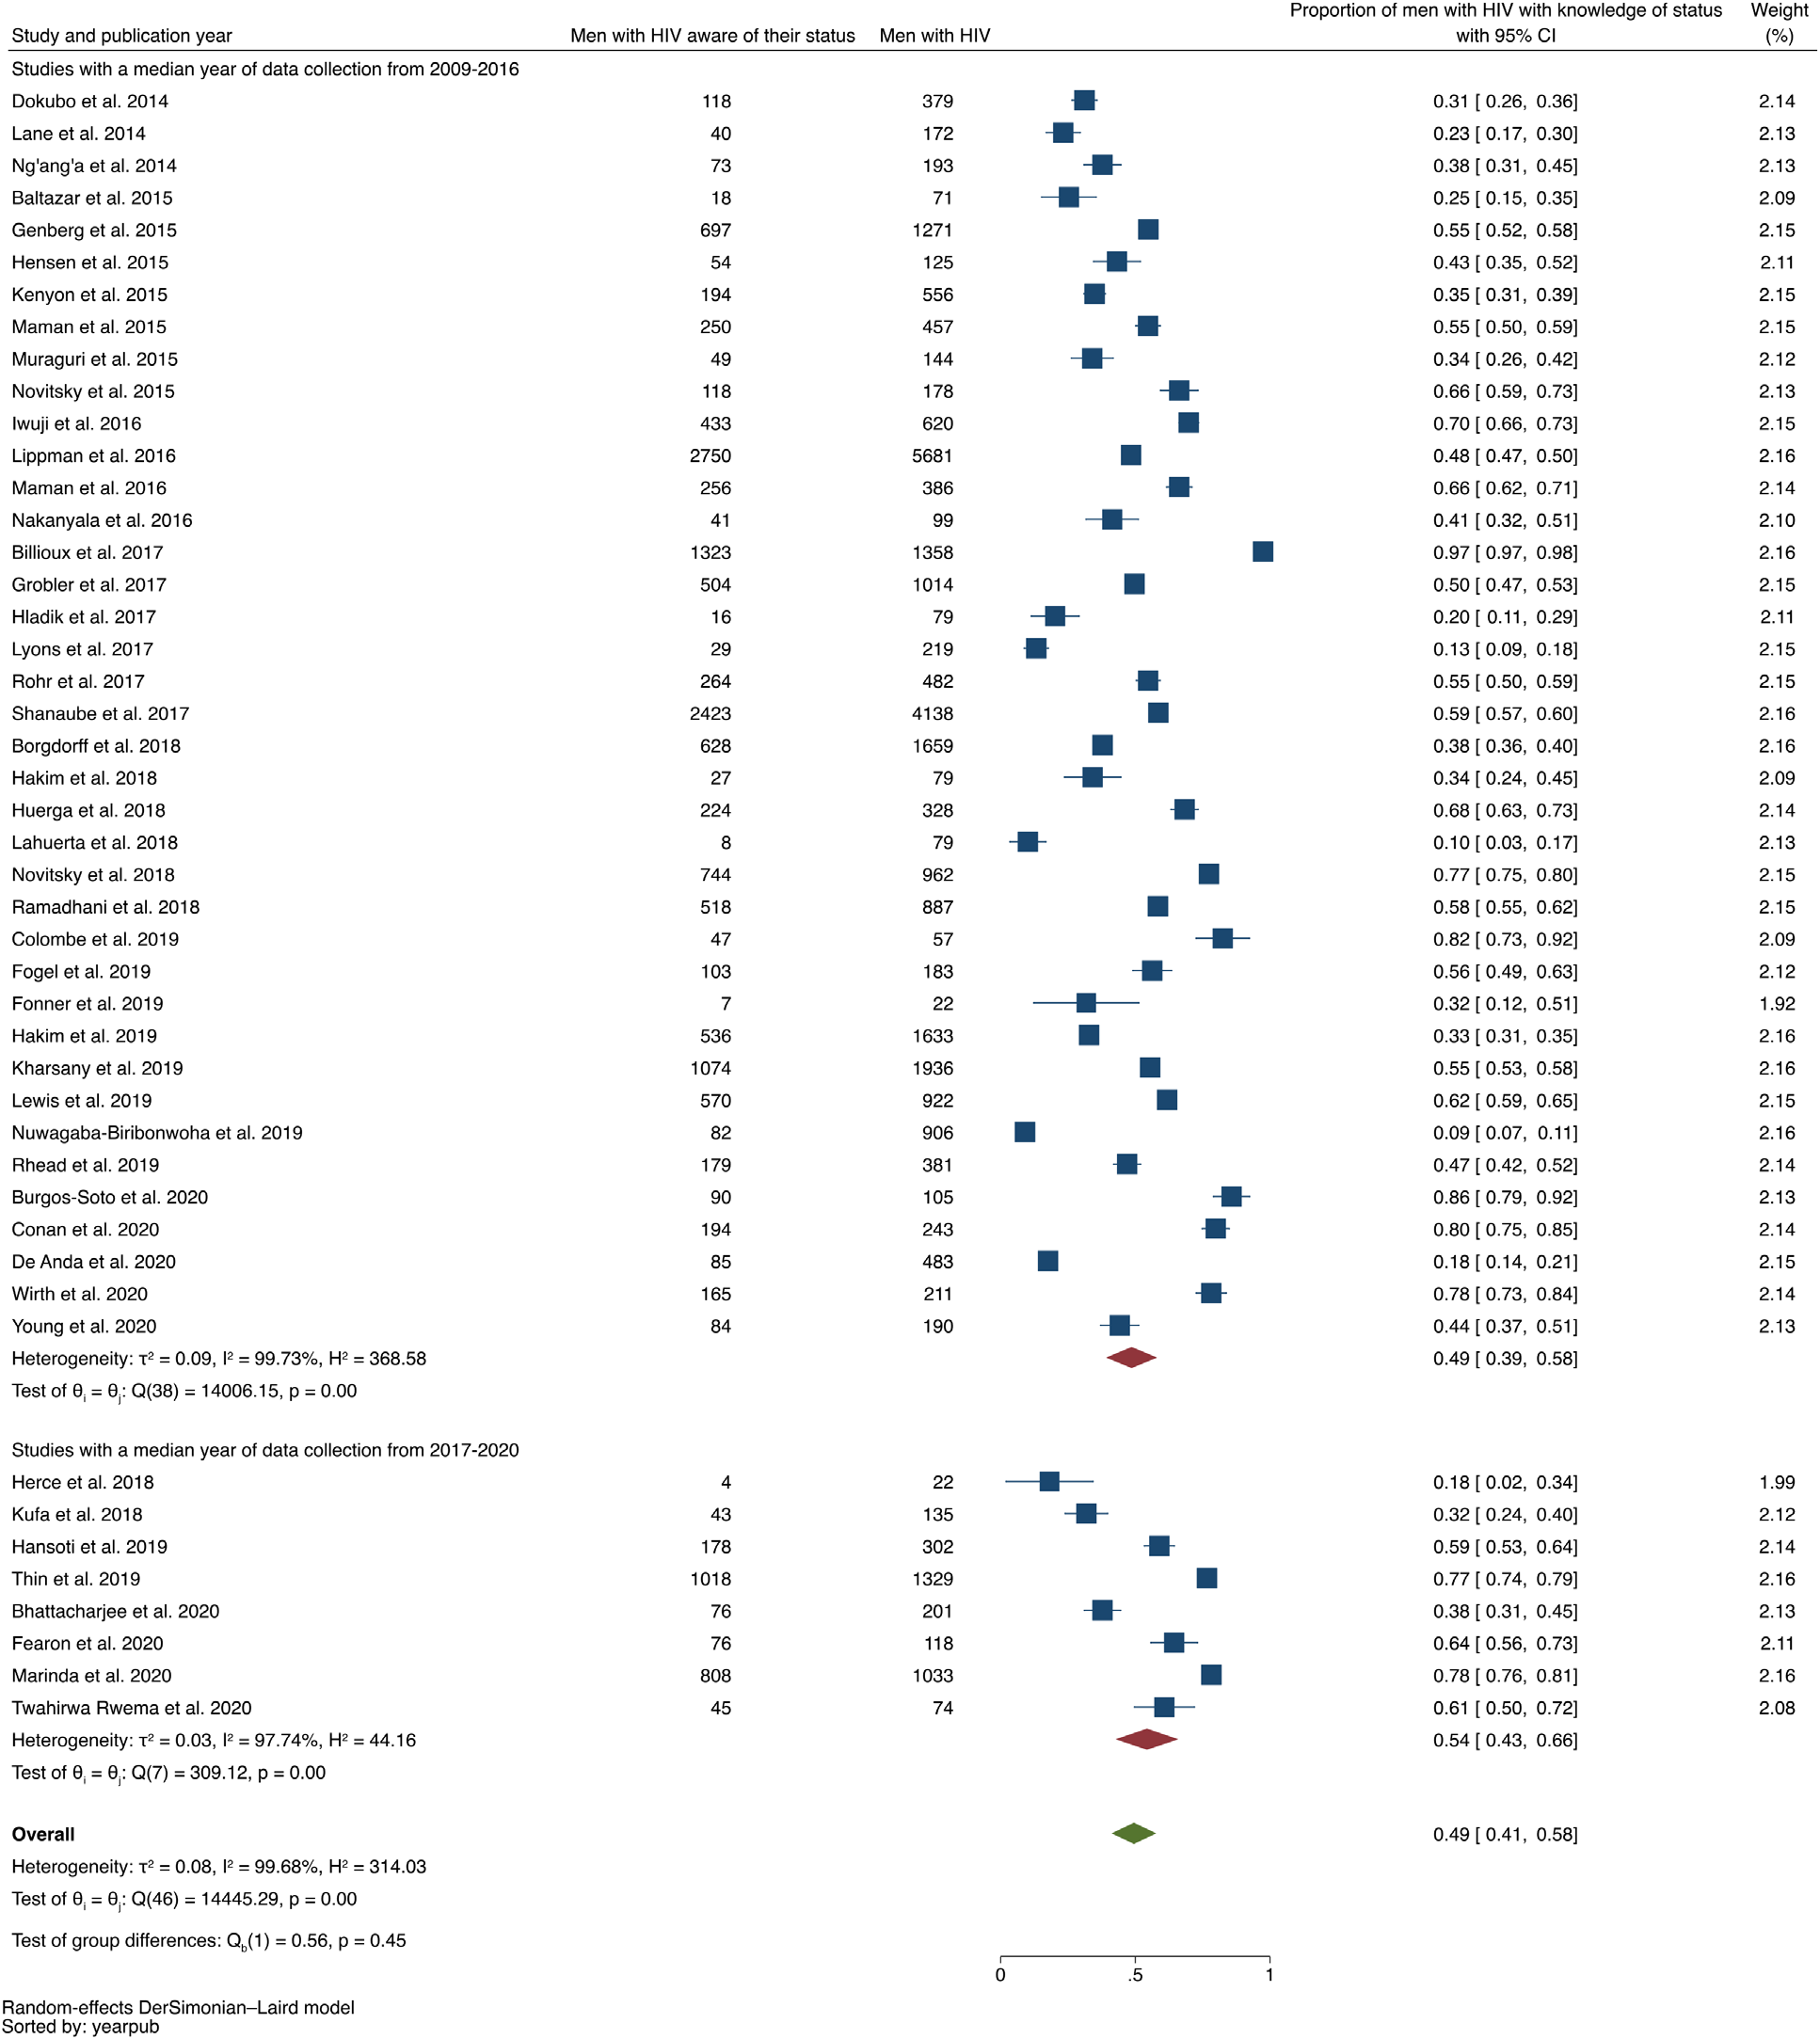 Proportion of men with HIV with knowledge of status Weight
Study and publication year Men with HIV aware of their status Men with HIV with 95% CI (%)
Studies with a median year of data collection from 2009-2016
Dokubo et al. 2014 118 379 0.31 [ 0.26, 0.36] 2.14
Lane et al. 2014 40 172 0.23 [ 0.17, 0.30] 2.13
Ng'ang'a et al. 2014 73 193 0.38 [ 0.31, 0.45] 2.13
Baltazar et al. 2015 18 71 0.25 [ 0.15, 0.35] 2.09
Genberg et al. 2015 697 1271 0.55 [ 0.52, 0.58] 2.15
Hensen et al. 2015 54 125 0.43 [ 0.35, 0.52] 2.11
Kenyon et al. 2015 194 556 0.35 [ 0.31, 0.39] 2.15
Maman et al. 2015 250 457 0.55 [ 0.50, 0.59] 2.15
Muraguri et al. 2015 49 144 0.34 [ 0.26, 0.42] 2.12
Novitsky et al. 2015 118 178 0.66 [ 0.59, 0.73] 2.13
Iwuji et al. 2016 433 620 0.70 [ 0.66, 0.73] 2.15
Lippman et al. 2016 2750 5681 0.48 [ 0.47, 0.50] 2.16
Maman et al. 2016 256 386 0.66 [ 0.62, 0.71] 2.14
Nakanyala et al. 2016 41 99 0.41 [ 0.32, 0.51] 2.10
Billioux et al. 2017 1323 1358 0.97 [ 0.97, 0.98] 2.16
Grobler et al. 2017 504 1014 0.50 [ 0.47, 0.53] 2.15
Hladik et al. 2017 16 79 0.20 [ 0.11, 0.29] 2.11
Lyons et al. 2017 29 219 0.13 [ 0.09, 0.18] 2.15
Rohr et al. 2017 264 482 0.55 [ 0.50, 0.59] 2.15
Shanaube et al. 2017 2423 4138 0.59 [ 0.57, 0.60] 2.16
Borgdorff et al. 2018 628 1659 0.38 [ 0.36, 0.40] 2.16
Hakim et al. 2018 27 79 0.34 [ 0.24, 0.45] 2.09
Huerga et al. 2018 224 328 0.68 [ 0.63, 0.73] 2.14
Lahuerta et al. 2018 8 79 0.10 [ 0.03, 0.17] 2.13
Novitsky et al. 2018 744 962 0.77 [ 0.75, 0.80] 2.15
Ramadhani et al. 2018 518 887 0.58 [ 0.55, 0.62] 2.15
Colombe et al. 2019 47 57 0.82 [ 0.73, 0.92] 2.09
Fogel et al. 2019 103 183 0.56 [ 0.49, 0.63] 2.12
Fonner et al. 2019 7 22 0.32 [ 0.12, 0.51] 1.92
Hakim et al. 2019 536 1633 0.33 [ 0.31, 0.35] 2.16
Kharsany et al. 2019 1074 1936 0.55 [ 0.53, 0.58] 2.16
Lewis et al. 2019 570 922 0.62 [ 0.59, 0.65] 2.15
Nuwagaba-Biribonwoha et al. 2019 82 906 0.09 [ 0.07, 0.11] 2.16
Rhead et al. 2019 179 381 0.47 [ 0.42, 0.52] 2.14
Burgos-Soto et al. 2020 90 105 0.86 [ 0.79, 0.92] 2.13
Conan et al. 2020 194 243 0.80 [ 0.75, 0.85] 2.14
De Anda et al. 2020 85 483 0.18 [ 0.14, 0.21] 2.15
Wirth et al. 2020 165 211 0.78 [ 0.73, 0.84] 2.14
Young et al. 2020 84 190 0.44 [ 0.37, 0.51] 2.13
Heterogeneity: τ² = 0.09, I² = 99.73%, H² = 368.58 0.49 [ 0.39, 0.58]
Test of θᵢ = θⱼ: Q(38) = 14006.15, p = 0.00
Studies with a median year of data collection from 2017-2020
Herce et al. 2018 4 22 0.18 [ 0.02, 0.34] 1.99
Kufa et al. 2018 43 135 0.32 [ 0.24, 0.40] 2.12
Hansoti et al. 2019 178 302 0.59 [ 0.53, 0.64] 2.14
Thin et al. 2019 1018 1329 0.77 [ 0.74, 0.79] 2.16
Bhattacharjee et al. 2020 76 201 0.38 [ 0.31, 0.45] 2.13
Fearon et al. 2020 76 118 0.64 [ 0.56, 0.73] 2.11
Marinda et al. 2020 808 1033 0.78 [ 0.76, 0.81] 2.16
Twahirwa Rwema et al. 2020 45 74 0.61 [ 0.50, 0.72] 2.08
Heterogeneity: τ² = 0.03, I² = 97.74%, H² = 44.16 0.54 [ 0.43, 0.66]
Test of θᵢ = θⱼ: Q(7) = 309.12, p = 0.00
Overall 0.49 [ 0.41, 0.58]
Heterogeneity: τ² = 0.08, I² = 99.68%, H² = 314.03
Test of θᵢ = θⱼ: Q(46) = 14445.29, p = 0.00
Test of group differences: Q_b(1) = 0.56, p = 0.45
0 .5 1
Random-effects DerSimonian–Laird model
Sorted by: yearpub